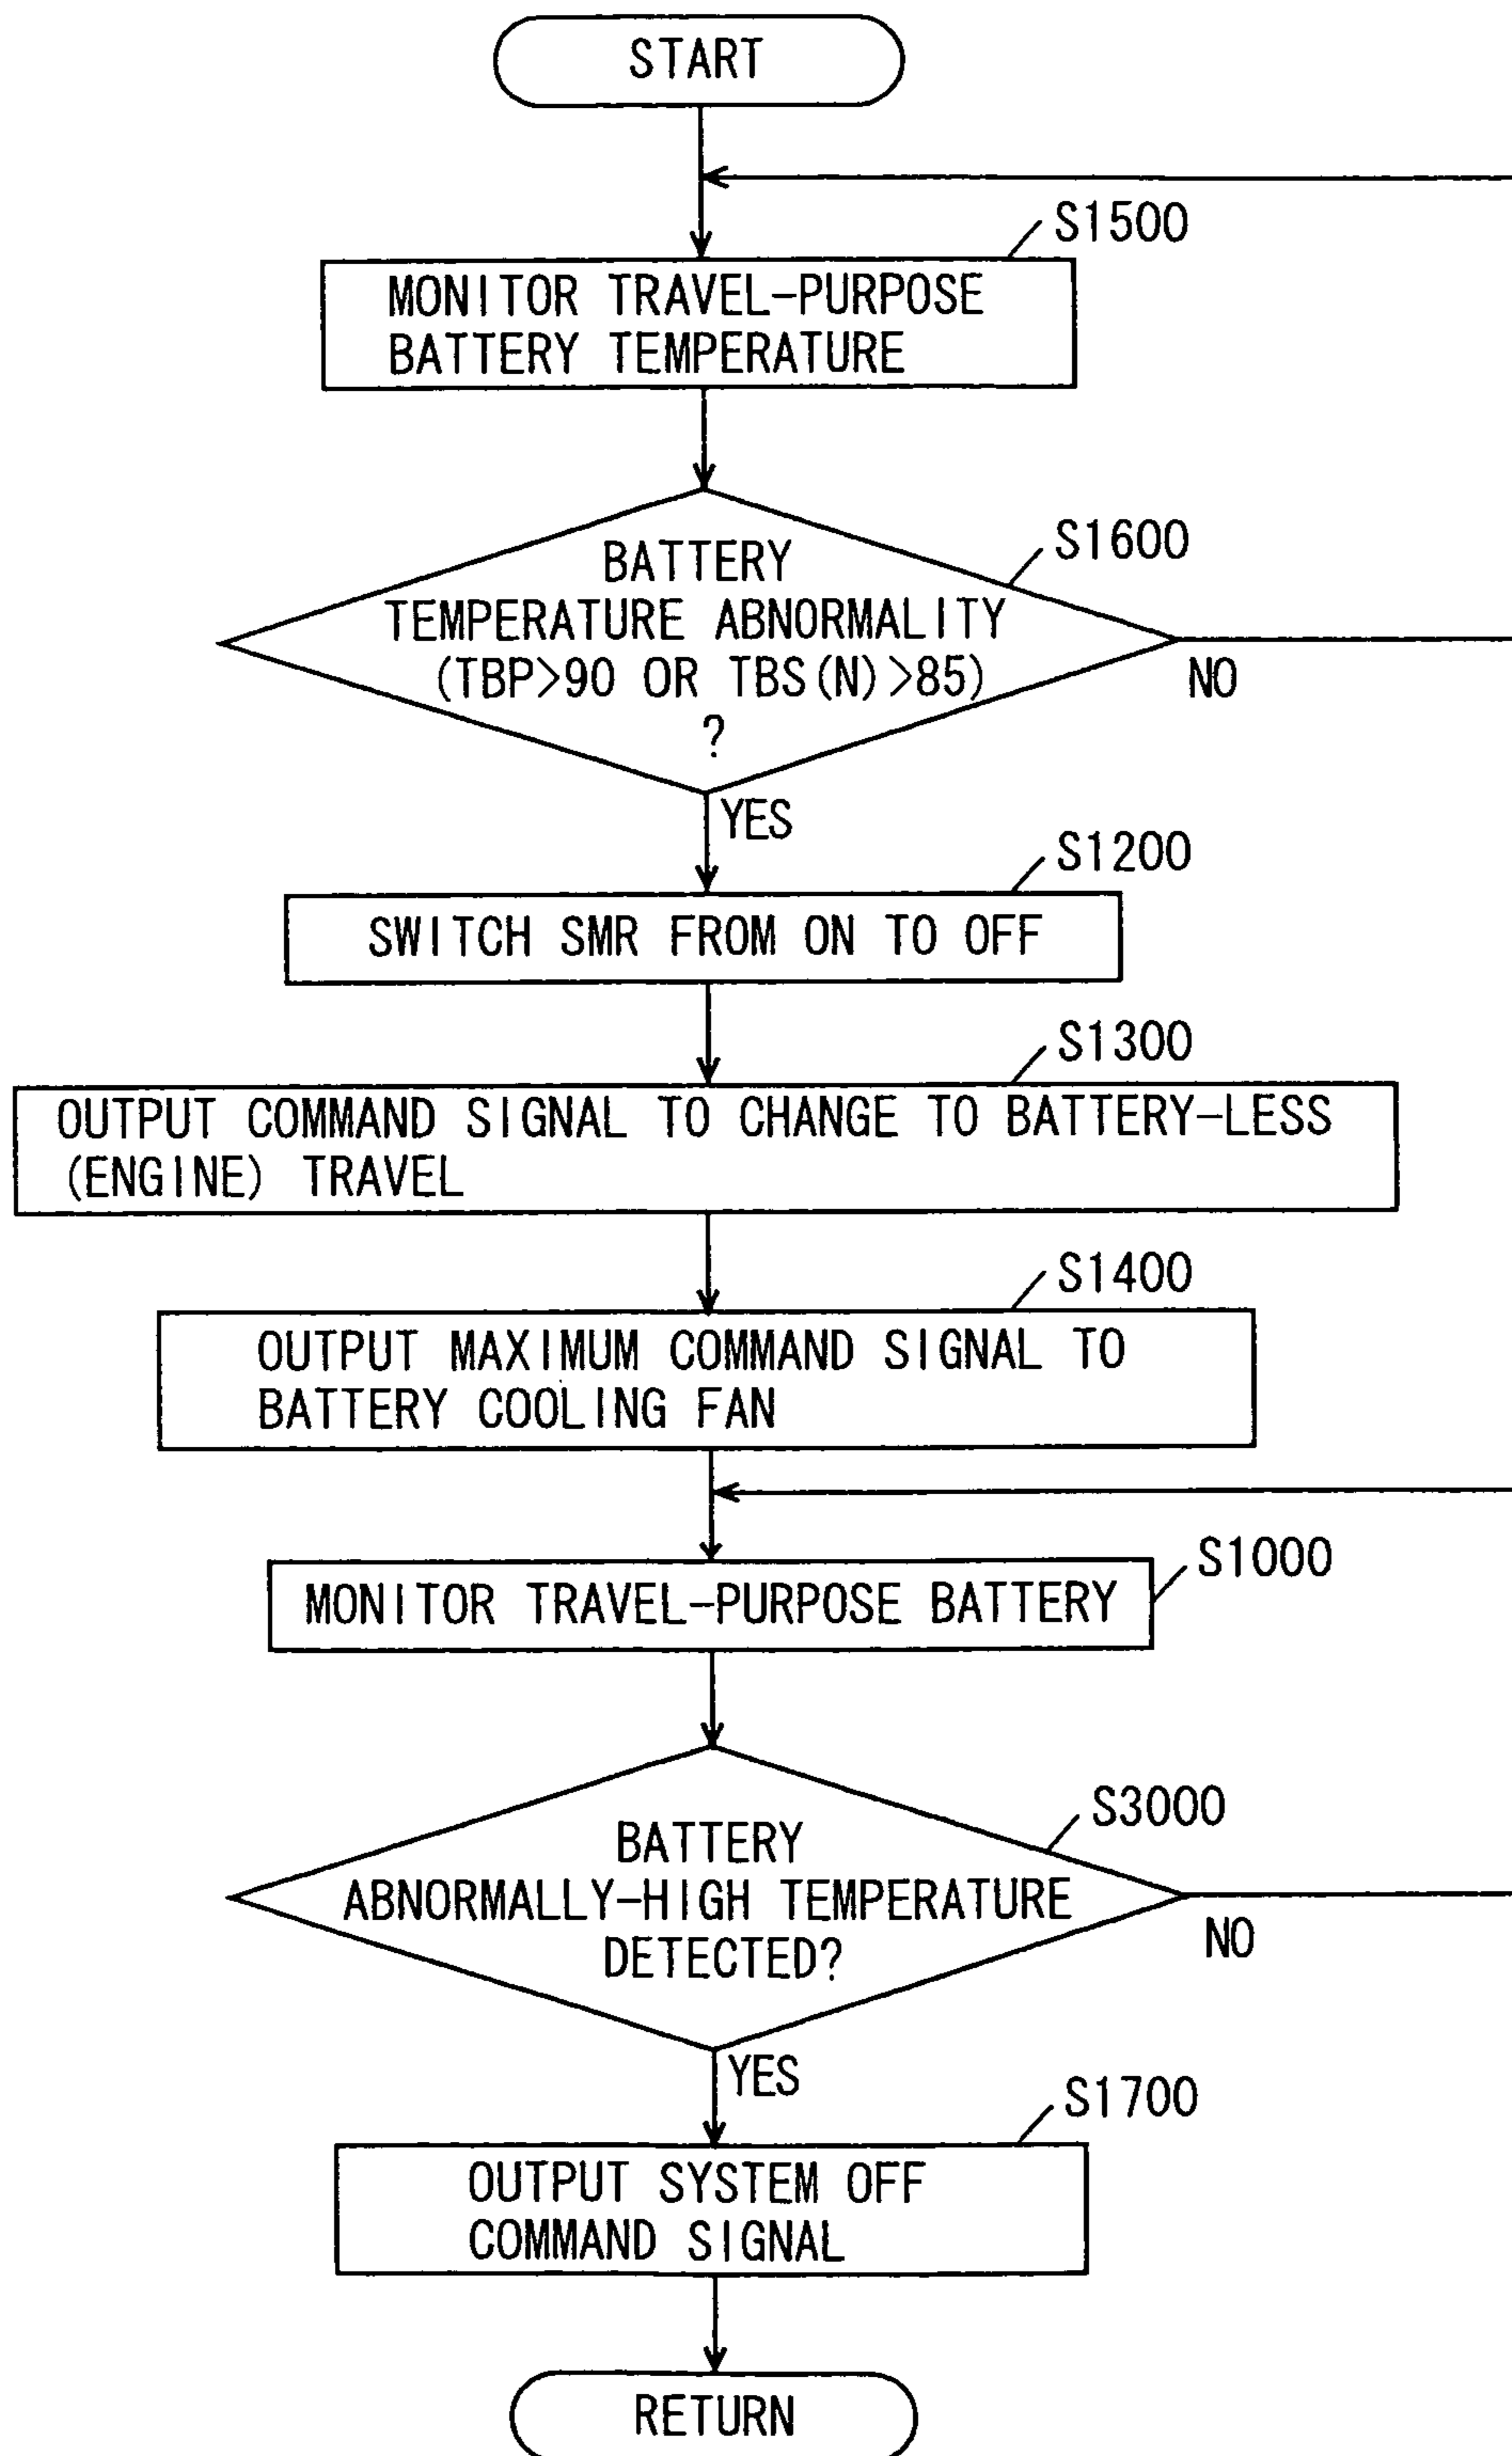 START
S1500
MONITOR TRAVEL-PURPOSE
BATTERY TEMPERATURE
S1600
BATTERY
TEMPERATURE ABNORMALITY
(TBP>90 OR TBS(N)>85)
?
NO
YES
S1200
SWITCH SMR FROM ON TO OFF
S1300
OUTPUT COMMAND SIGNAL TO CHANGE TO BATTERY-LESS
(ENGINE) TRAVEL
S1400
OUTPUT MAXIMUM COMMAND SIGNAL TO
BATTERY COOLING FAN
S1000
MONITOR TRAVEL-PURPOSE BATTERY
S3000
BATTERY
ABNORMALLY-HIGH TEMPERATURE
DETECTED?
NO
YES
S1700
OUTPUT SYSTEM OFF
COMMAND SIGNAL
RETURN